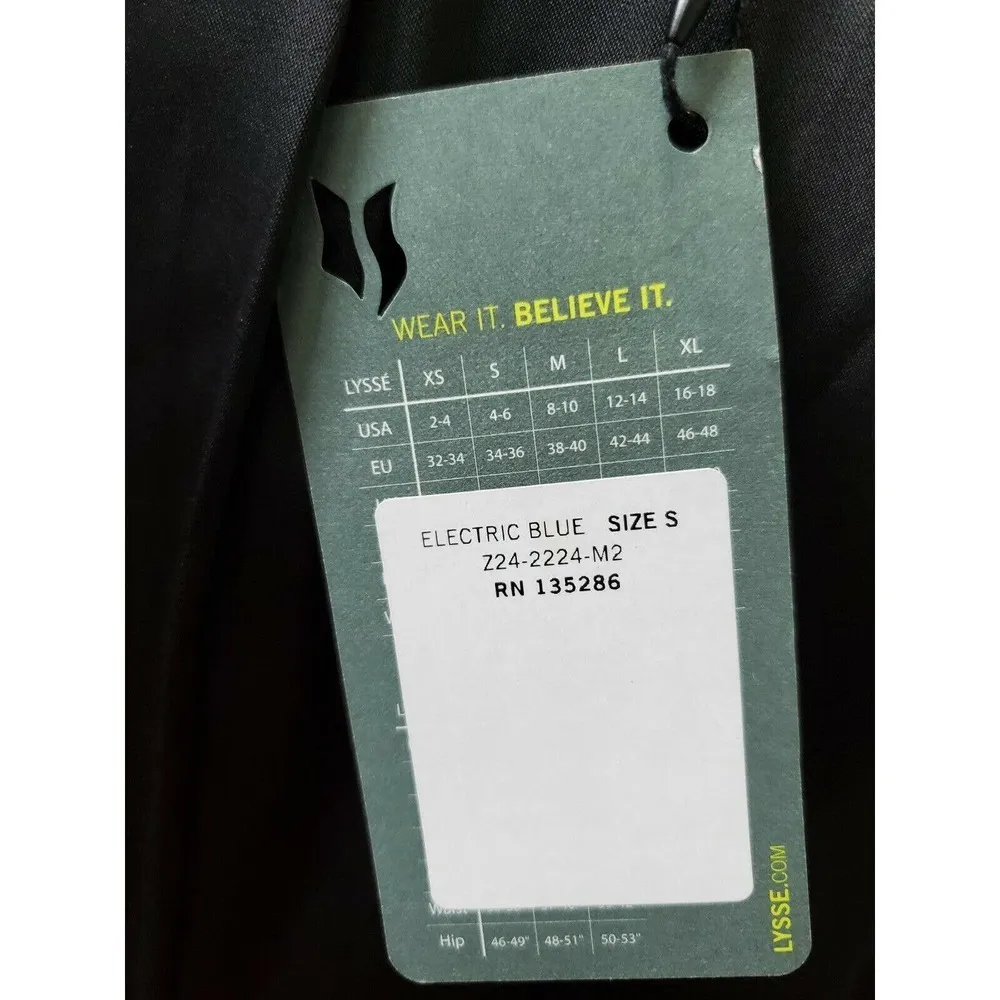 WEAR IT. BELIEVE IT.
LYSSÉ XS S M L XL
USA 2-4 4-6 8-10 12-14 16-18
EU 32-34 34-36 38-40 42-44 46-48
ELECTRIC BLUE SIZE S
Z24-2224-M2
RN 135286
Waist
Hip 46-49" 48-51" 50-53"
LYSSE.COM